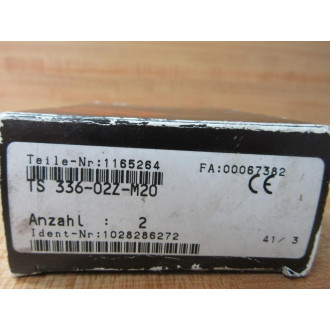 Teile-Nr:1165264 FA:00067382
TS 336-02Z-M20 CE
Anzahl : 2
Ident-Nr:1028286272 41/ 3